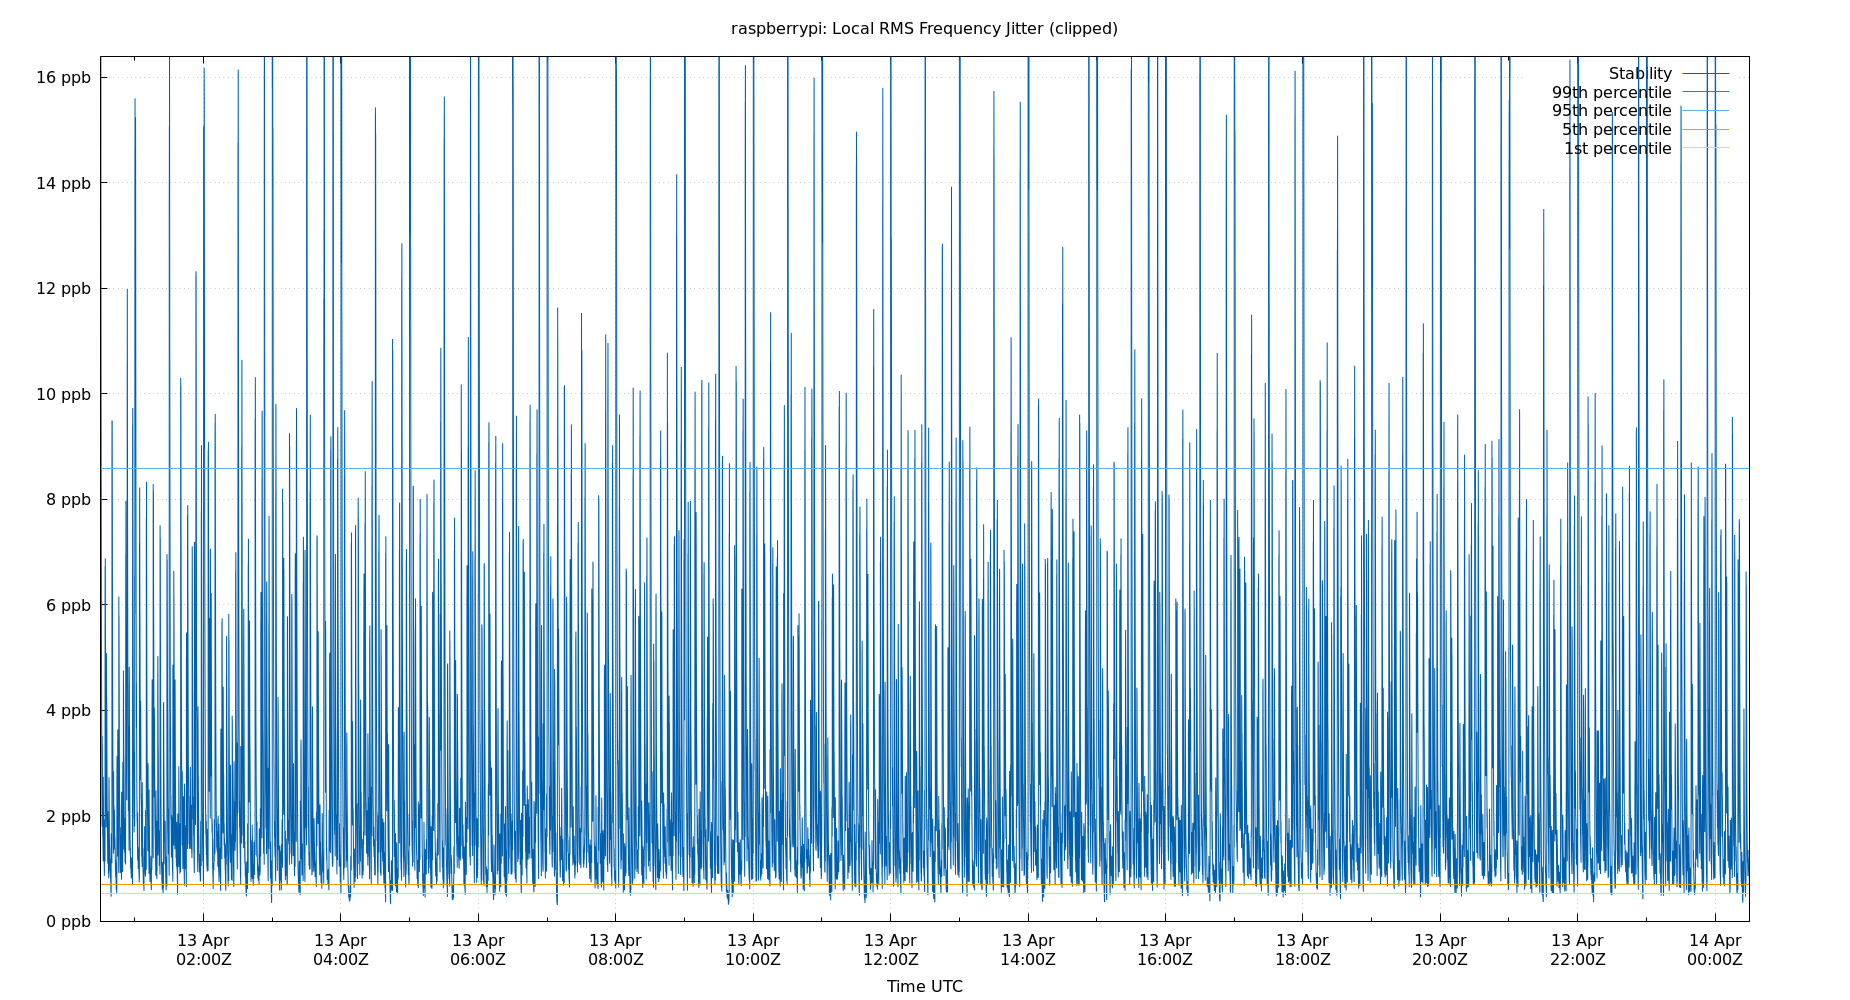 raspberrypi: Local RMS Frequency Jitter (clipped)
16 ppb
14 ppb
12 ppb
10 ppb
8 ppb
6 ppb
4 ppb
2 ppb
0 ppb
Stability
99th percentile
95th percentile
5th percentile
1st percentile
13 Apr 13 Apr 13 Apr 13 Apr 13 Apr 13 Apr 13 Apr 13 Apr 13 Apr 13 Apr 13 Apr 14 Apr
02:00Z 04:00Z 06:00Z 08:00Z 10:00Z 12:00Z 14:00Z 16:00Z 18:00Z 20:00Z 22:00Z 00:00Z
Time UTC